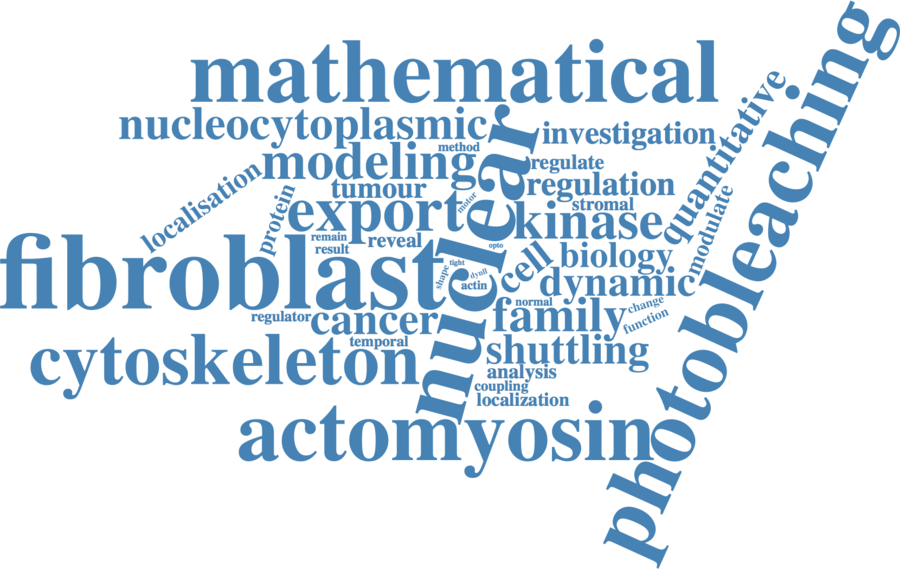 mathematical
photobleaching
nucleocytoplasmic
nuclear
investigation
quantitative
method
modeling
regulate
localisation
tumour
regulation
protein
export
motor
stromal
kinase
modulate
remain
reveal
result
opto
fibroblast
cell
biology
tight
shape
dynll
actin
dynamic
normal
change
regulator
cancer
family
function
temporal
shuttling
cytoskeleton
analysis
coupling
localization
actomyosin